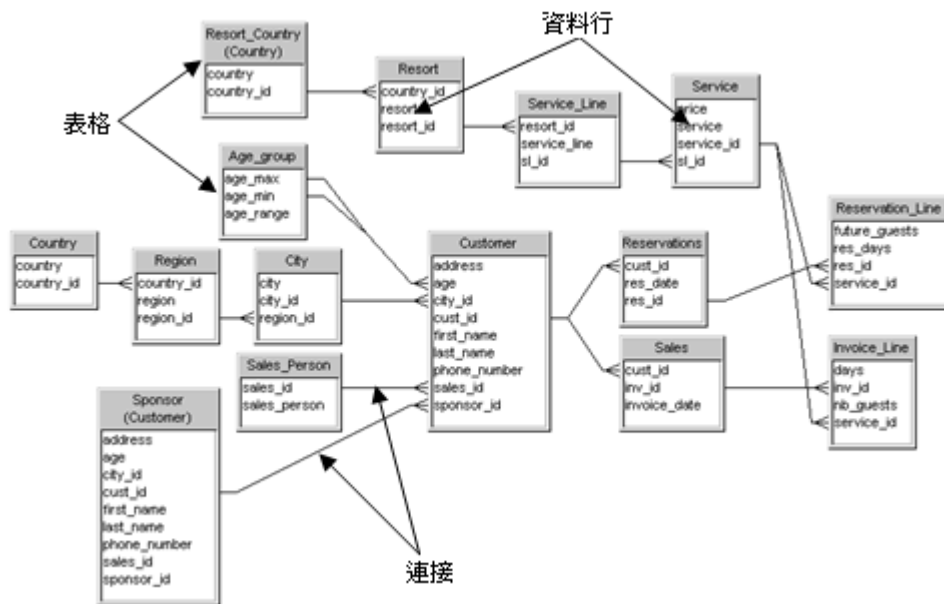 資料行
表格
連接
Resort_Country
(Country)
country
country_id
Resort
country_id
resort
resort_id
Service_Line
resort_id
service_line
sl_id
Service
price
service
service_id
sl_id
Age_group
age_max
age_min
age_range
Reservation_Line
future_guests
res_days
res_id
service_id
Country
country
country_id
Region
country_id
region
region_id
City
city
city_id
region_id
Customer
address
age
city_id
cust_id
first_name
last_name
phone_number
sales_id
sponsor_id
Reservations
cust_id
res_date
res_id
Sales_Person
sales_id
sales_person
Sales
cust_id
inv_id
invoice_date
Invoice_Line
days
inv_id
nb_guests
service_id
Sponsor
(Customer)
address
age
city_id
cust_id
first_name
last_name
phone_number
sales_id
sponsor_id